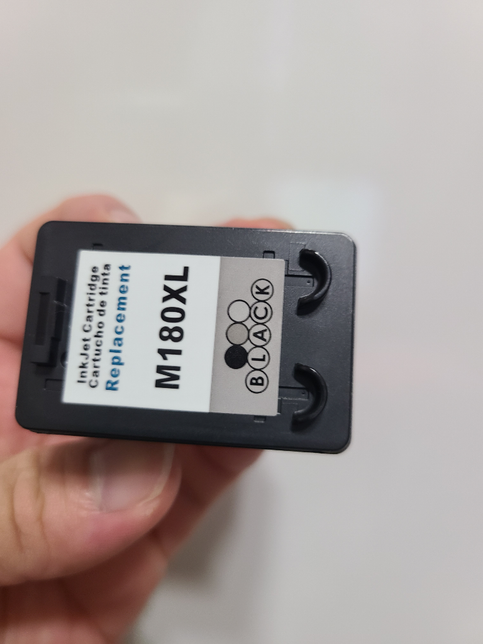 InkJet Cartridge
Cartucho de tinta
Replacement
M180XL
BLACK